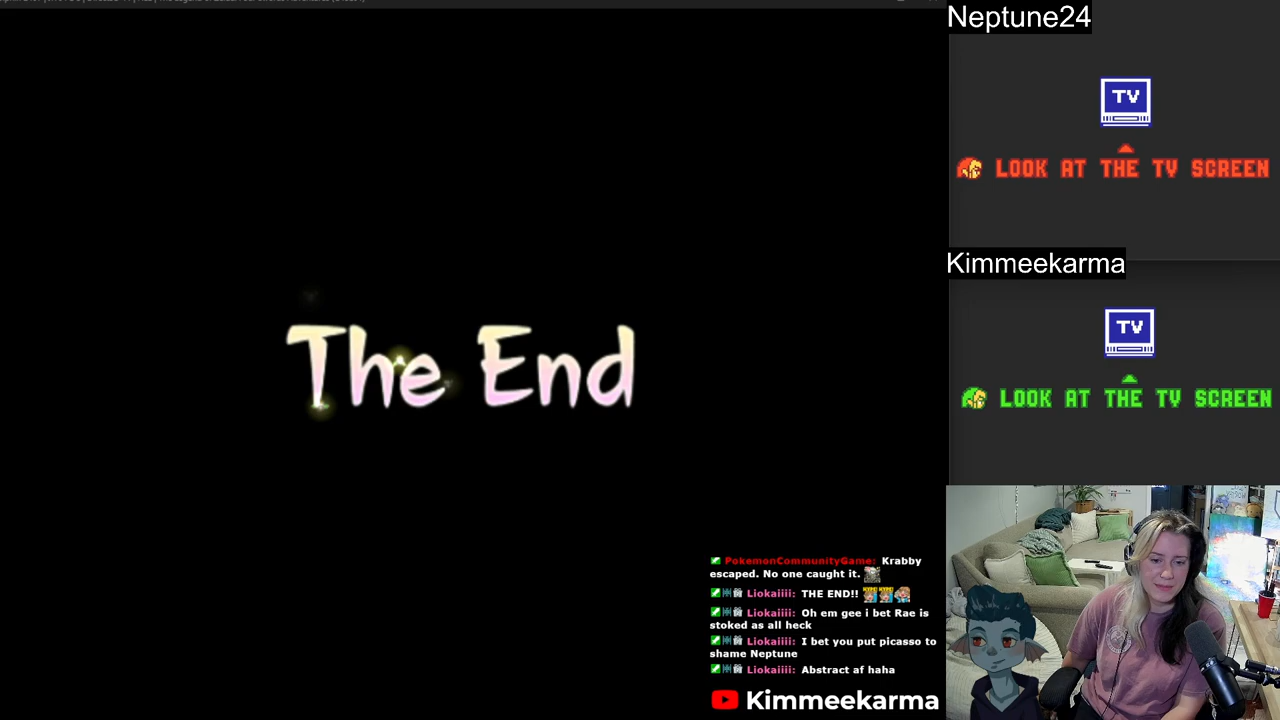 Neptune24
TV
LOOK AT THE TV SCREEN
Kimmeekarma
TV
LOOK AT THE TV SCREEN
The End
PokemonCommunityGame: Krabby
escaped. No one caught it.
Liokaiiii: THE END!!
Liokaiiii: Oh em gee i bet Rae is
stoked as all heck
Liokaiiii: I bet you put picasso to
shame Neptune
Liokaiiii: Abstract af haha
Kimmeekarma